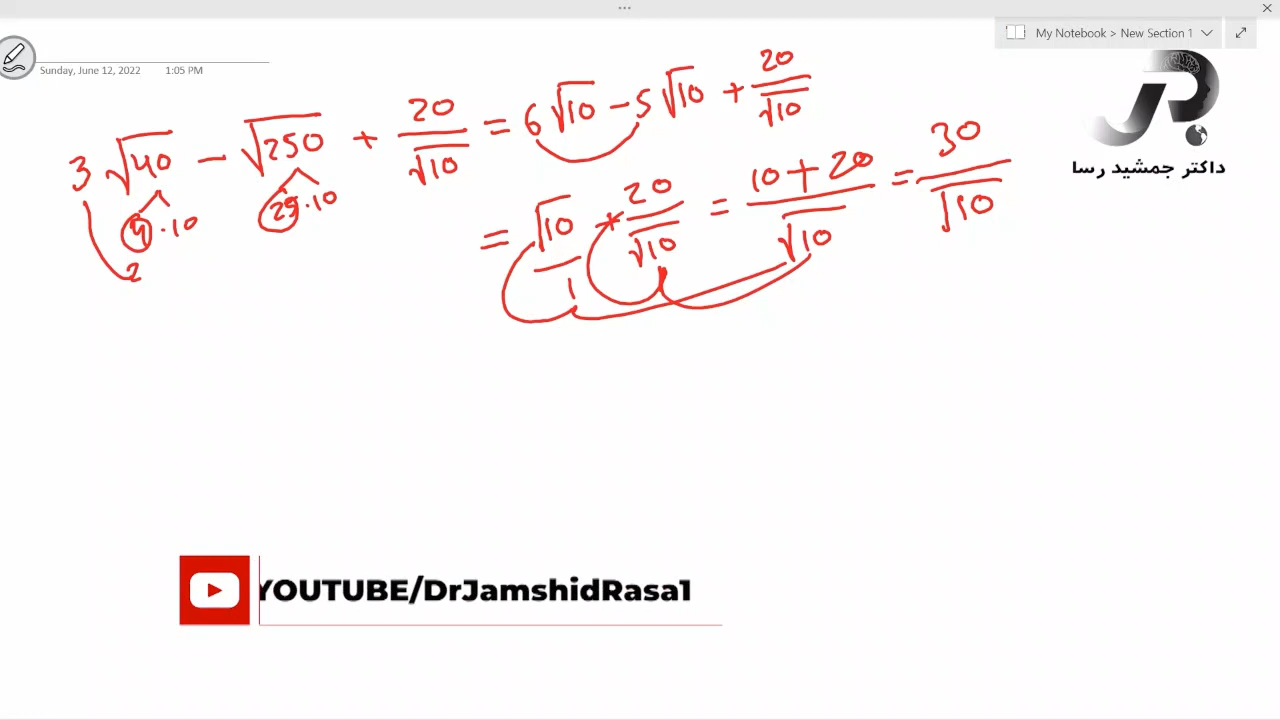 My Notebook > New Section 1
Sunday, June 12, 2022 1:05 PM
داکتر جمشید رسا
3√40 − √250 + 20/√10 = 6√10 − 5√10 + 20/√10
4·10 25·10
2
= √10/1 + 20/√10 = 10+20/√10 = 30/√10
YOUTUBE/DrJamshidRasa1